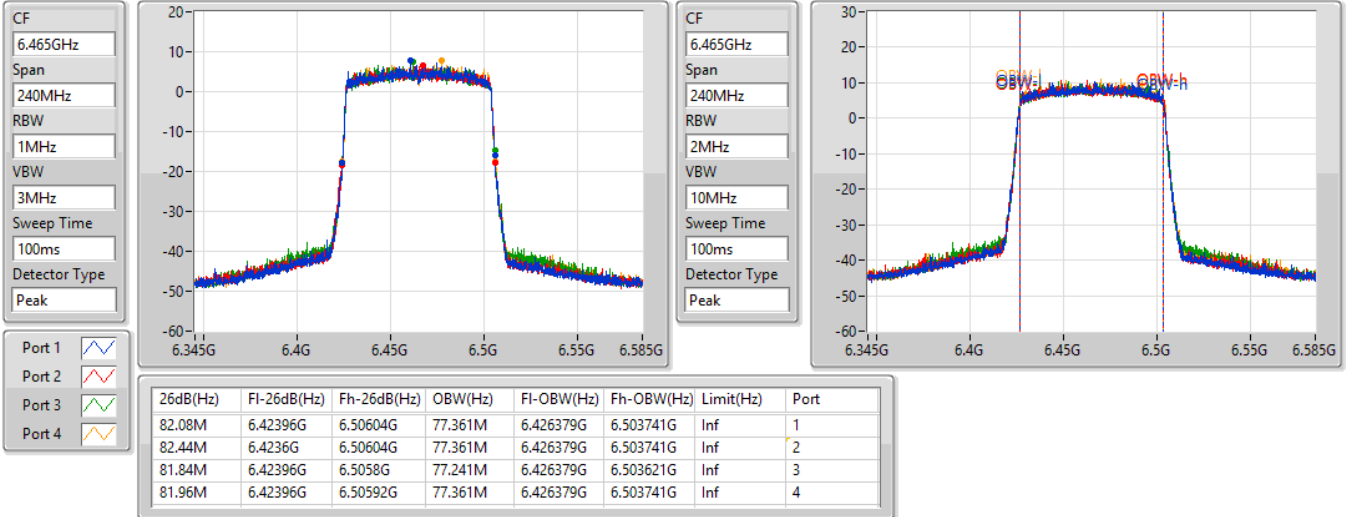 CF
6.465GHz
Span
240MHz
RBW
1MHz
VBW
3MHz
Sweep Time
100ms
Detector Type
Peak
20
10
0
-10
-20
-30
-40
-50
-60
6.345G 6.4G 6.45G 6.5G 6.55G 6.585G
CF
6.465GHz
Span
240MHz
RBW
2MHz
VBW
10MHz
Sweep Time
100ms
Detector Type
Peak
30
20
10
0
-10
-20
-30
-40
-50
-60
OBW-l OBW-h
6.345G 6.4G 6.45G 6.5G 6.55G 6.585G
Port 1
Port 2
Port 3
Port 4
26dB(Hz) Fl-26dB(Hz) Fh-26dB(Hz) OBW(Hz) Fl-OBW(Hz) Fh-OBW(Hz) Limit(Hz) Port
82.08M 6.42396G 6.50604G 77.361M 6.426379G 6.503741G Inf 1
82.44M 6.4236G 6.50604G 77.361M 6.426379G 6.503741G Inf 2
81.84M 6.42396G 6.5058G 77.241M 6.426379G 6.503621G Inf 3
81.96M 6.42396G 6.50592G 77.361M 6.426379G 6.503741G Inf 4